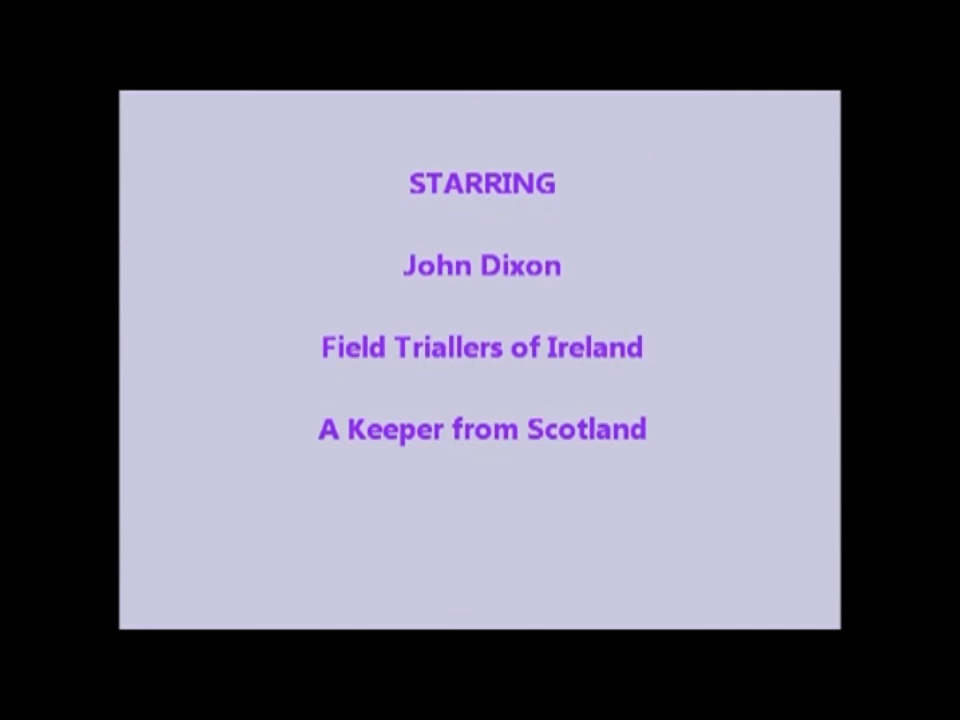 STARRING
John Dixon
Field Triallers of Ireland
A Keeper from Scotland